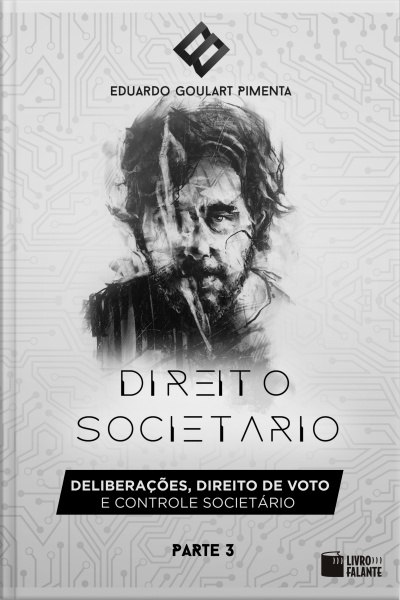 EDUARDO GOULART PIMENTA
DIREITO
SOCIETARIO
DELIBERAÇÕES, DIREITO DE VOTO
E CONTROLE SOCIETÁRIO
PARTE 3
LIVRO
FALANTE